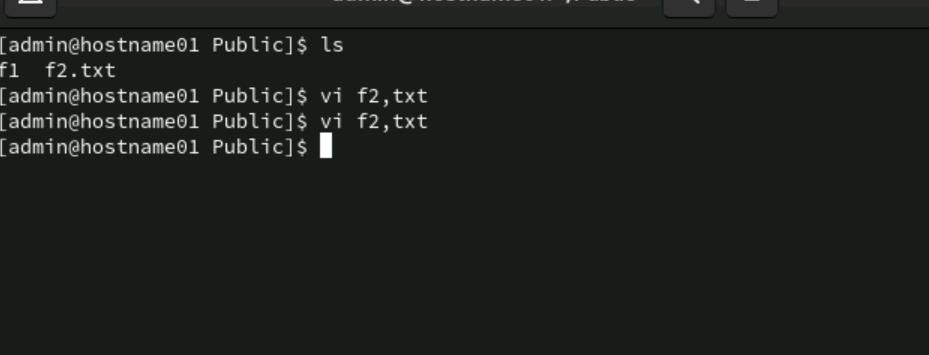 [admin@hostname01 Public]$ ls
f1  f2.txt
[admin@hostname01 Public]$ vi f2,txt
[admin@hostname01 Public]$ vi f2,txt
[admin@hostname01 Public]$